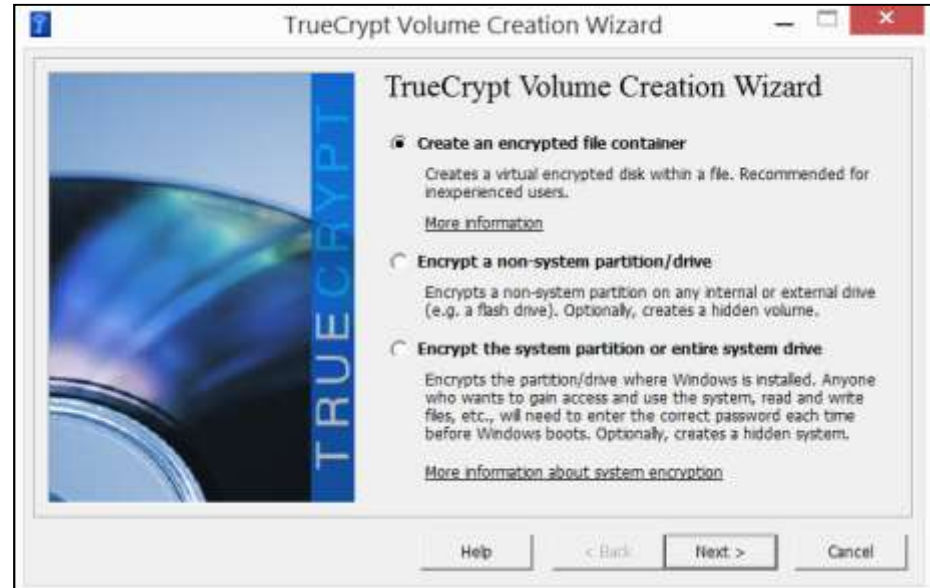 TrueCrypt Volume Creation Wizard
TRUECRYPT
TrueCrypt Volume Creation Wizard
Create an encrypted file container
Creates a virtual encrypted disk within a file. Recommended for
inexperienced users.
More information
Encrypt a non-system partition/drive
Encrypts a non-system partition on any internal or external drive
(e.g. a flash drive). Optionally, creates a hidden volume.
Encrypt the system partition or entire system drive
Encrypts the partition/drive where Windows is installed. Anyone
who wants to gain access and use the system, read and write
files, etc., will need to enter the correct password each time
before Windows boots. Optionally, creates a hidden system.
More information about system encryption
Help
< Back
Next >
Cancel